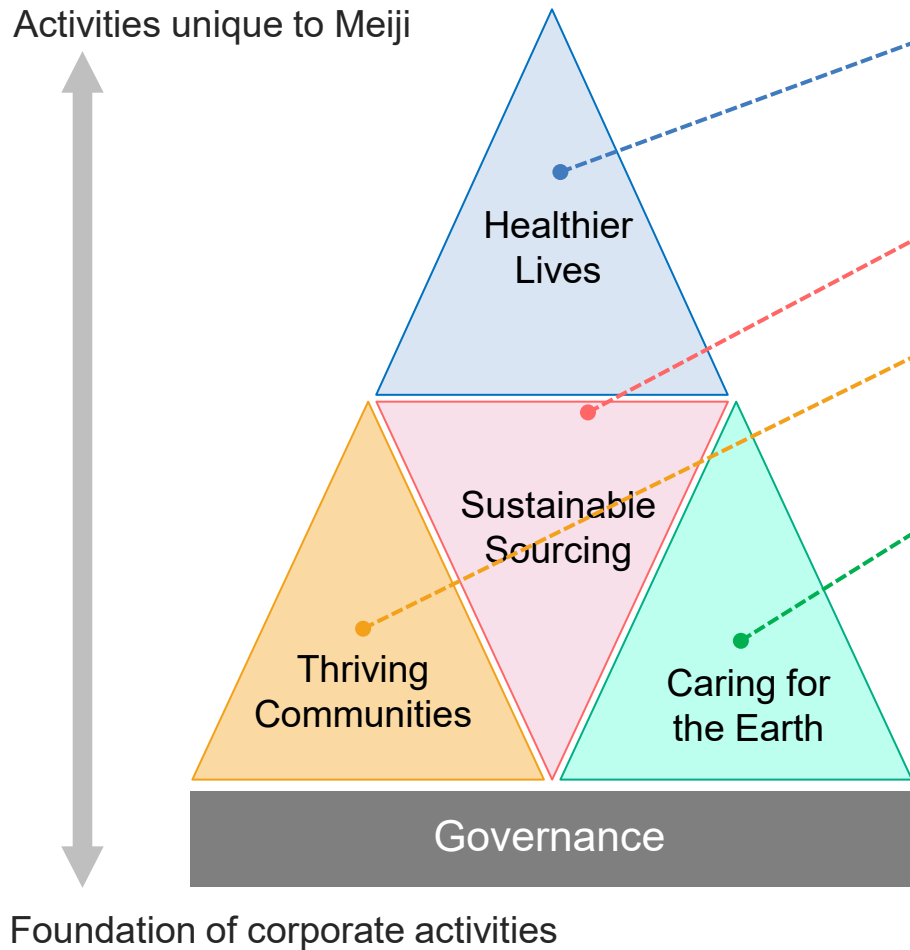 Activities unique to Meiji
Healthier
Lives
Sustainable
Sourcing
Thriving
Communities
Caring for
the Earth
Governance
Foundation of corporate activities